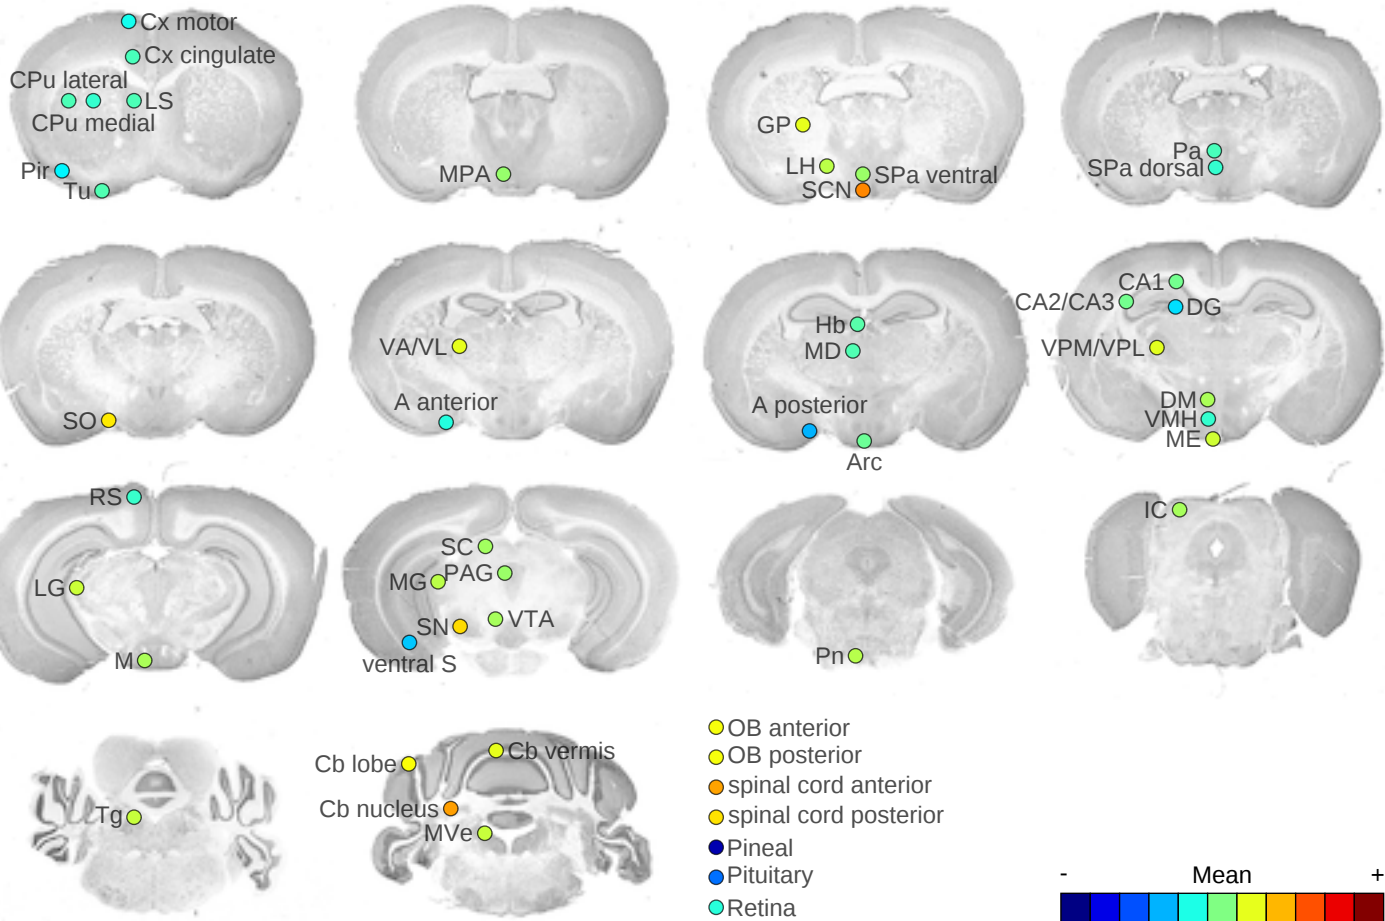 Cx motor
Cx cingulate
CPu lateral
LS
CPu medial
Pir
Tu
MPA
GP
LH
SPa ventral
SCN
Pa
SPa dorsal
SO
VA/VL
A anterior
Hb
MD
A posterior
Arc
CA1
CA2/CA3
DG
VPM/VPL
DM
VMH
ME
RS
LG
M
SC
MG
PAG
SN
VTA
ventral S
Pn
IC
Tg
Cb lobe
Cb vermis
Cb nucleus
MVe
OB anterior
OB posterior
spinal cord anterior
spinal cord posterior
Pineal
Pituitary
Retina
- Mean +